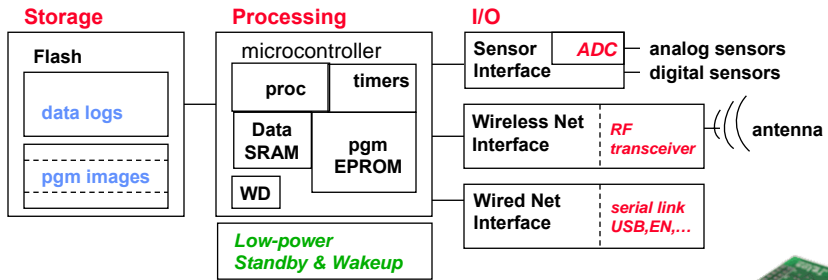 Storage
Processing
I/O
Flash
data logs
pgm images
microcontroller
proc
timers
Data
SRAM
pgm
EPROM
WD
Low-power
Standby & Wakeup
Sensor
Interface
ADC
analog sensors
digital sensors
Wireless Net
Interface
RF
transceiver
antenna
Wired Net
Interface
serial link
USB,EN,…